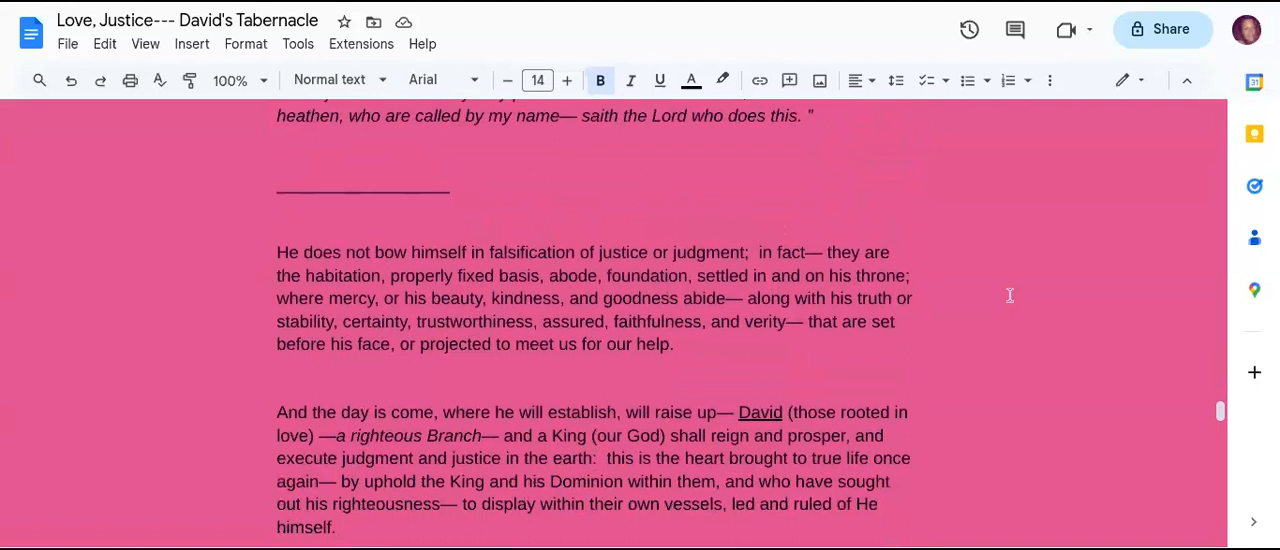 Love, Justice--- David's Tabernacle
File Edit View Insert Format Tools Extensions Help
Share
100% Normal text Arial 14 B I U A
31
heathen, who are called by my name— saith the Lord who does this. ”
He does not bow himself in falsification of justice or judgment;  in fact— they are
the habitation, properly fixed basis, abode, foundation, settled in and on his throne;
where mercy, or his beauty, kindness, and goodness abide— along with his truth or
stability, certainty, trustworthiness, assured, faithfulness, and verity— that are set
before his face, or projected to meet us for our help.
And the day is come, where he will establish, will raise up— David (those rooted in
love) —a righteous Branch— and a King (our God) shall reign and prosper, and
execute judgment and justice in the earth:  this is the heart brought to true life once
again— by uphold the King and his Dominion within them, and who have sought
out his righteousness— to display within their own vessels, led and ruled of He
himself.